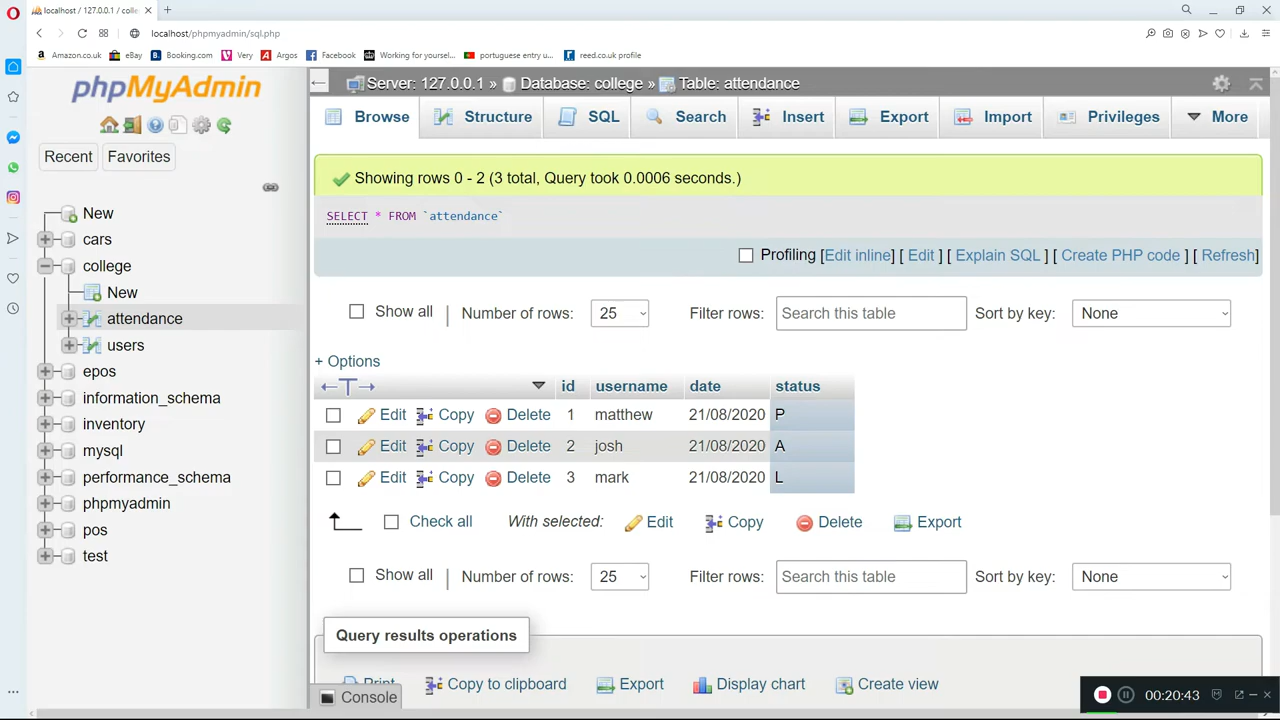 localhost / 127.0.0.1 / colle
localhost/phpmyadmin/sql.php
Amazon.co.uk eBay Booking.com Very Argos Facebook Working for yoursel... portuguese entry u... reed.co.uk profile
phpMyAdmin
Recent Favorites
New
cars
college
New
attendance
users
epos
information_schema
inventory
mysql
performance_schema
phpmyadmin
pos
test
Server: 127.0.0.1 » Database: college » Table: attendance
Browse Structure SQL Search Insert Export Import Privileges More
Showing rows 0 - 2 (3 total, Query took 0.0006 seconds.)
SELECT * FROM `attendance`
Profiling [Edit inline] [ Edit ] [ Explain SQL ] [ Create PHP code ] [ Refresh]
Show all Number of rows: 25 Filter rows: Search this table Sort by key: None
+ Options
←T→ id username date status
Edit Copy Delete 1 matthew 21/08/2020 P
Edit Copy Delete 2 josh 21/08/2020 A
Edit Copy Delete 3 mark 21/08/2020 L
Check all With selected: Edit Copy Delete Export
Show all Number of rows: 25 Filter rows: Search this table Sort by key: None
Query results operations
Print Copy to clipboard Export Display chart Create view
Console
00:20:43